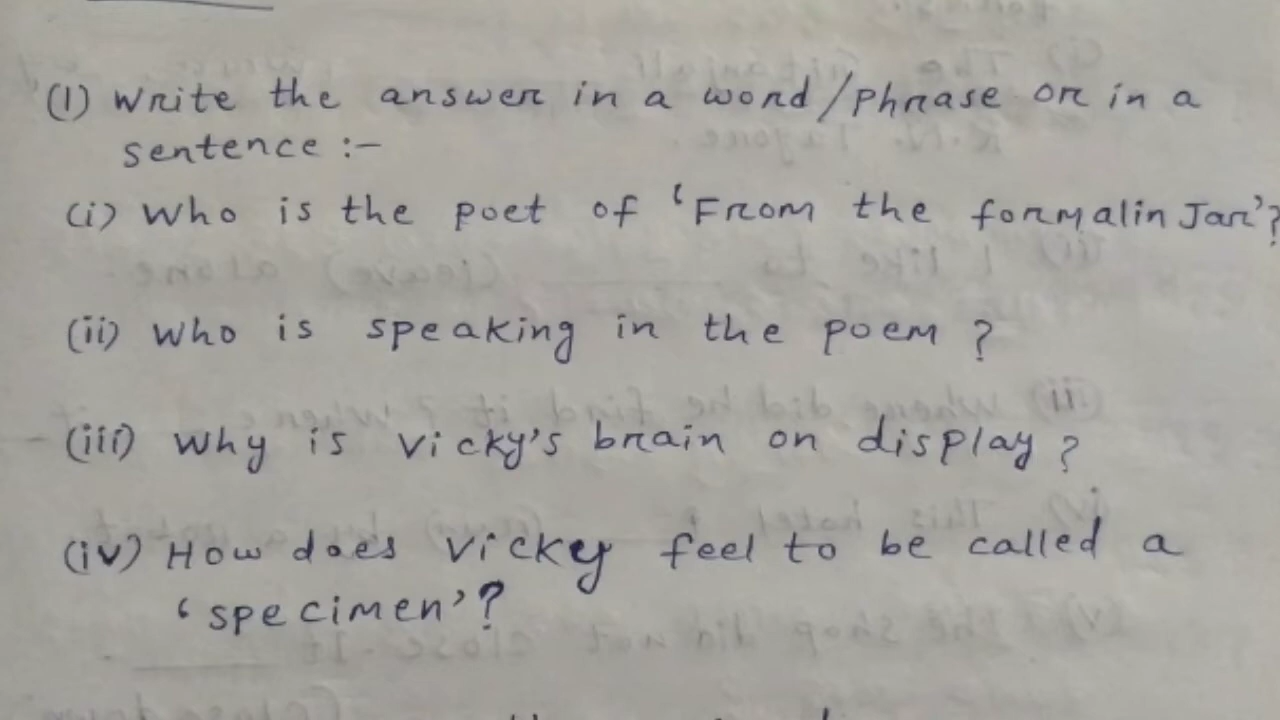 (1) Write the answer in a word/phrase or in a
sentence :-
(i) Who is the poet of 'From the formalin Jar'?
(ii) Who is speaking in the poem ?
(iii) Why is Vicky's brain on display ?
(iv) How does Vicky feel to be called a
'specimen'?